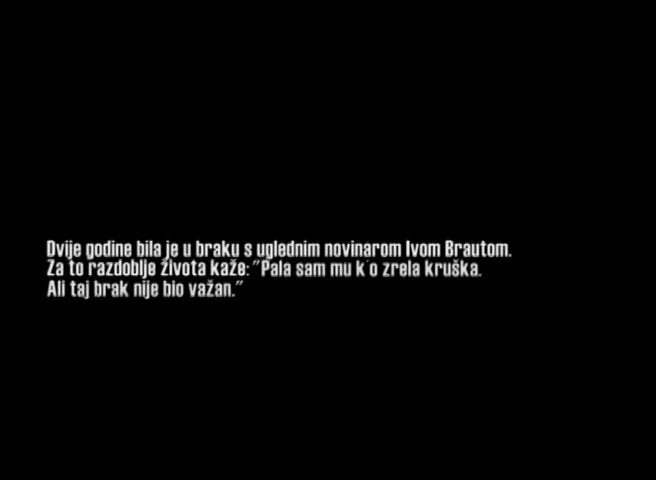 Dvije godine bila je u braku s uglednim novinarom Ivom Brautom.
Za to razdoblje života kaže: "Pala sam mu k'o zrela kruška.
Ali taj brak nije bio važan."